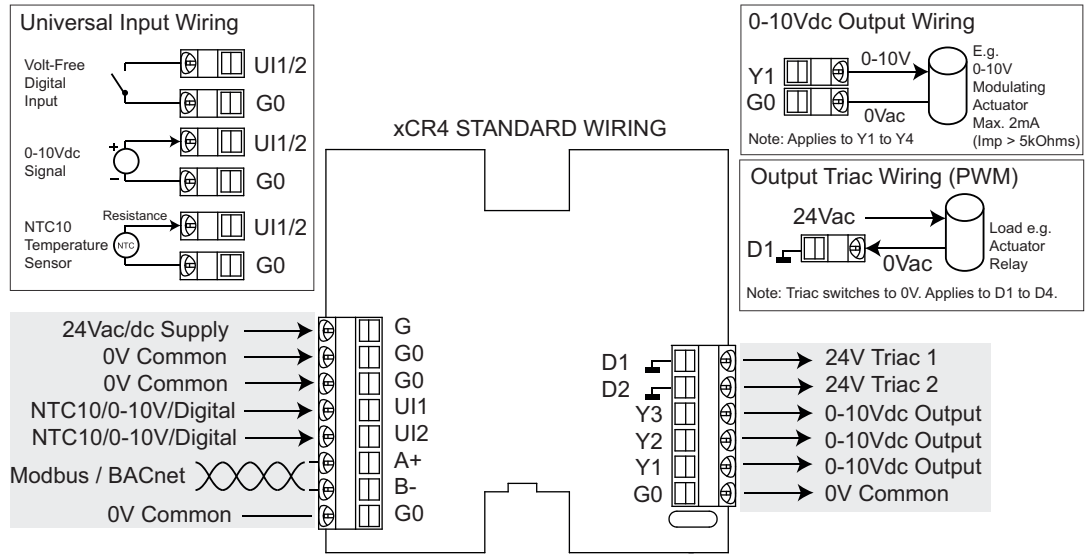 Universal Input Wiring
Volt-Free
Digital
Input
UI1/2
G0
0-10Vdc
Signal
+
-
UI1/2
G0
NTC10
Temperature
Sensor
Resistance
NTC
UI1/2
G0
xCR4 STANDARD WIRING
0-10Vdc Output Wiring
Y1
G0
0-10V
0Vac
E.g.
0-10V
Modulating
Actuator
Max. 2mA
(Imp > 5kOhms)
Note: Applies to Y1 to Y4
Output Triac Wiring (PWM)
24Vac
D1
0Vac
Load e.g.
Actuator
Relay
Note: Triac switches to 0V. Applies to D1 to D4.
24Vac/dc Supply
0V Common
0V Common
NTC10/0-10V/Digital
NTC10/0-10V/Digital
Modbus / BACnet
0V Common
G
G0
G0
UI1
UI2
A+
B-
G0
D1
D2
Y3
Y2
Y1
G0
24V Triac 1
24V Triac 2
0-10Vdc Output
0-10Vdc Output
0-10Vdc Output
0V Common